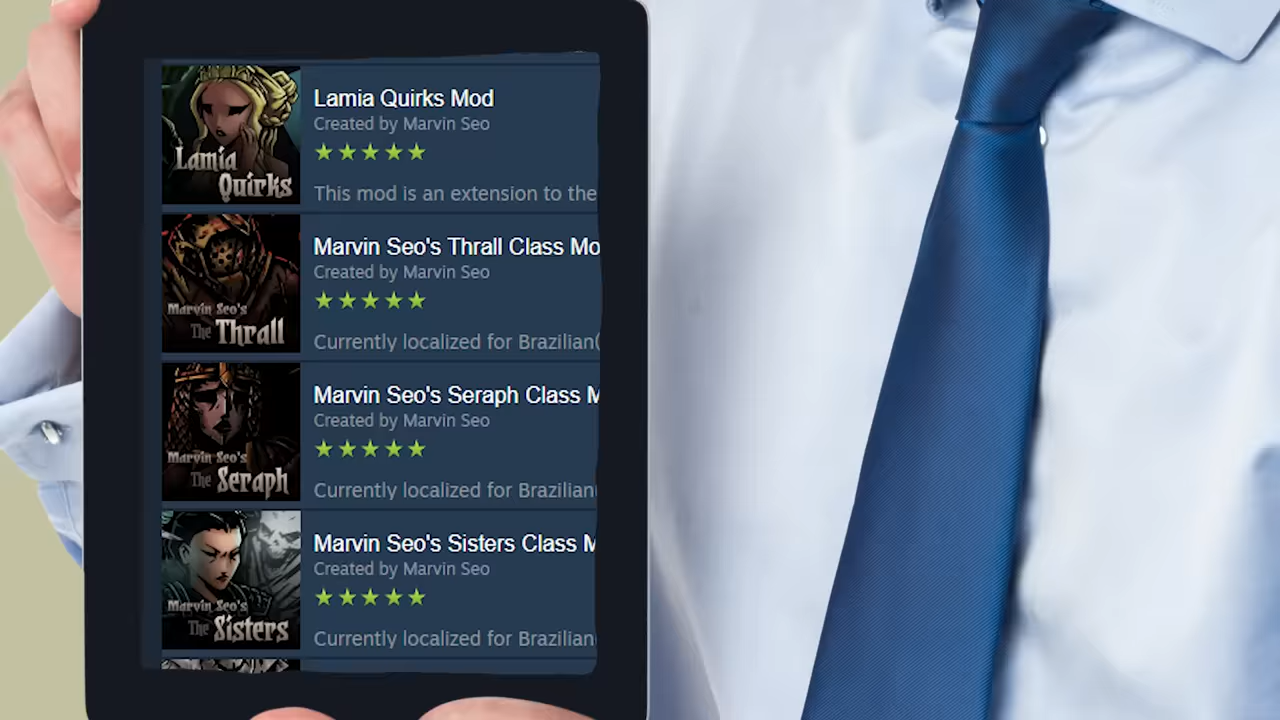 Lamia Quirks Mod
Created by Marvin Seo
This mod is an extension to the
Lamia
Quirks
Marvin Seo's Thrall Class Mo
Created by Marvin Seo
Currently localized for Brazilian(
Marvin Seo's
The Thrall
Marvin Seo's Seraph Class M
Created by Marvin Seo
Currently localized for Brazilian(
Marvin Seo's
The Seraph
Marvin Seo's Sisters Class M
Created by Marvin Seo
Currently localized for Brazilian
Marvin Seo's
The Sisters